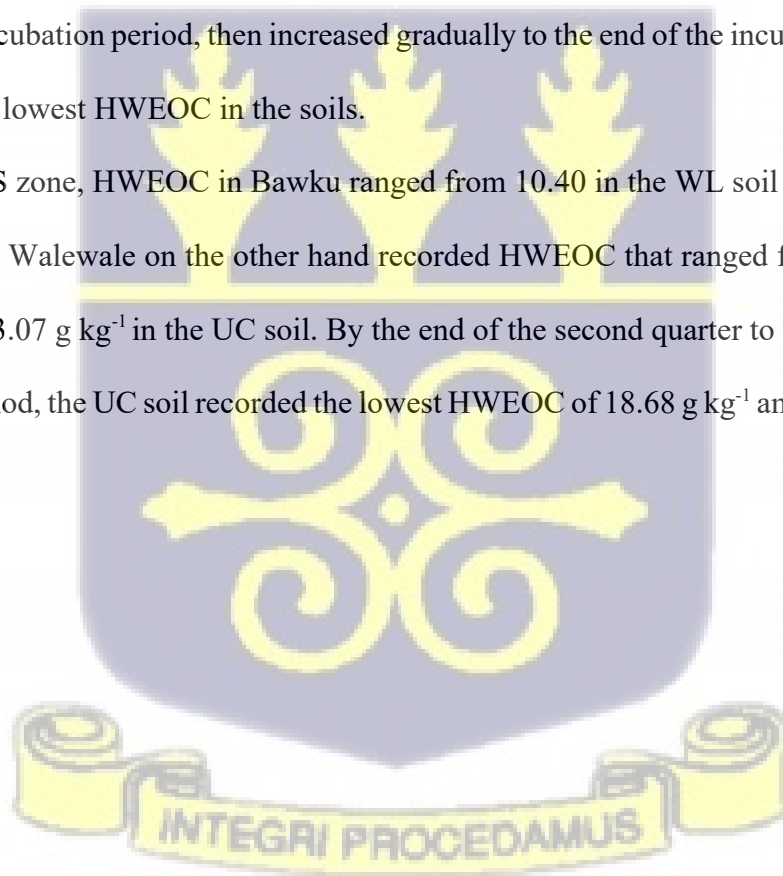 cubation period, then increased gradually to the end of the incu
lowest HWEOC in the soils.
S zone, HWEOC in Bawku ranged from 10.40 in the WL soil
Walewale on the other hand recorded HWEOC that ranged f
3.07 g kg-1 in the UC soil. By the end of the second quarter to
od, the UC soil recorded the lowest HWEOC of 18.68 g kg-1 an
INTEGRI PROCEDAMUS